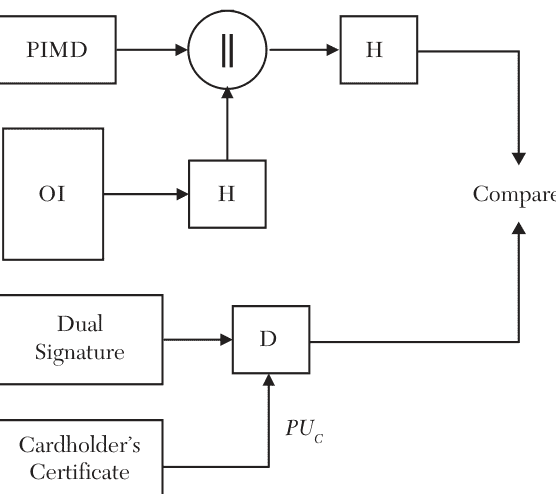 PIMD
||
H
OI
H
Compare
Dual
Signature
D
PU_C
Cardholder’s
Certificate